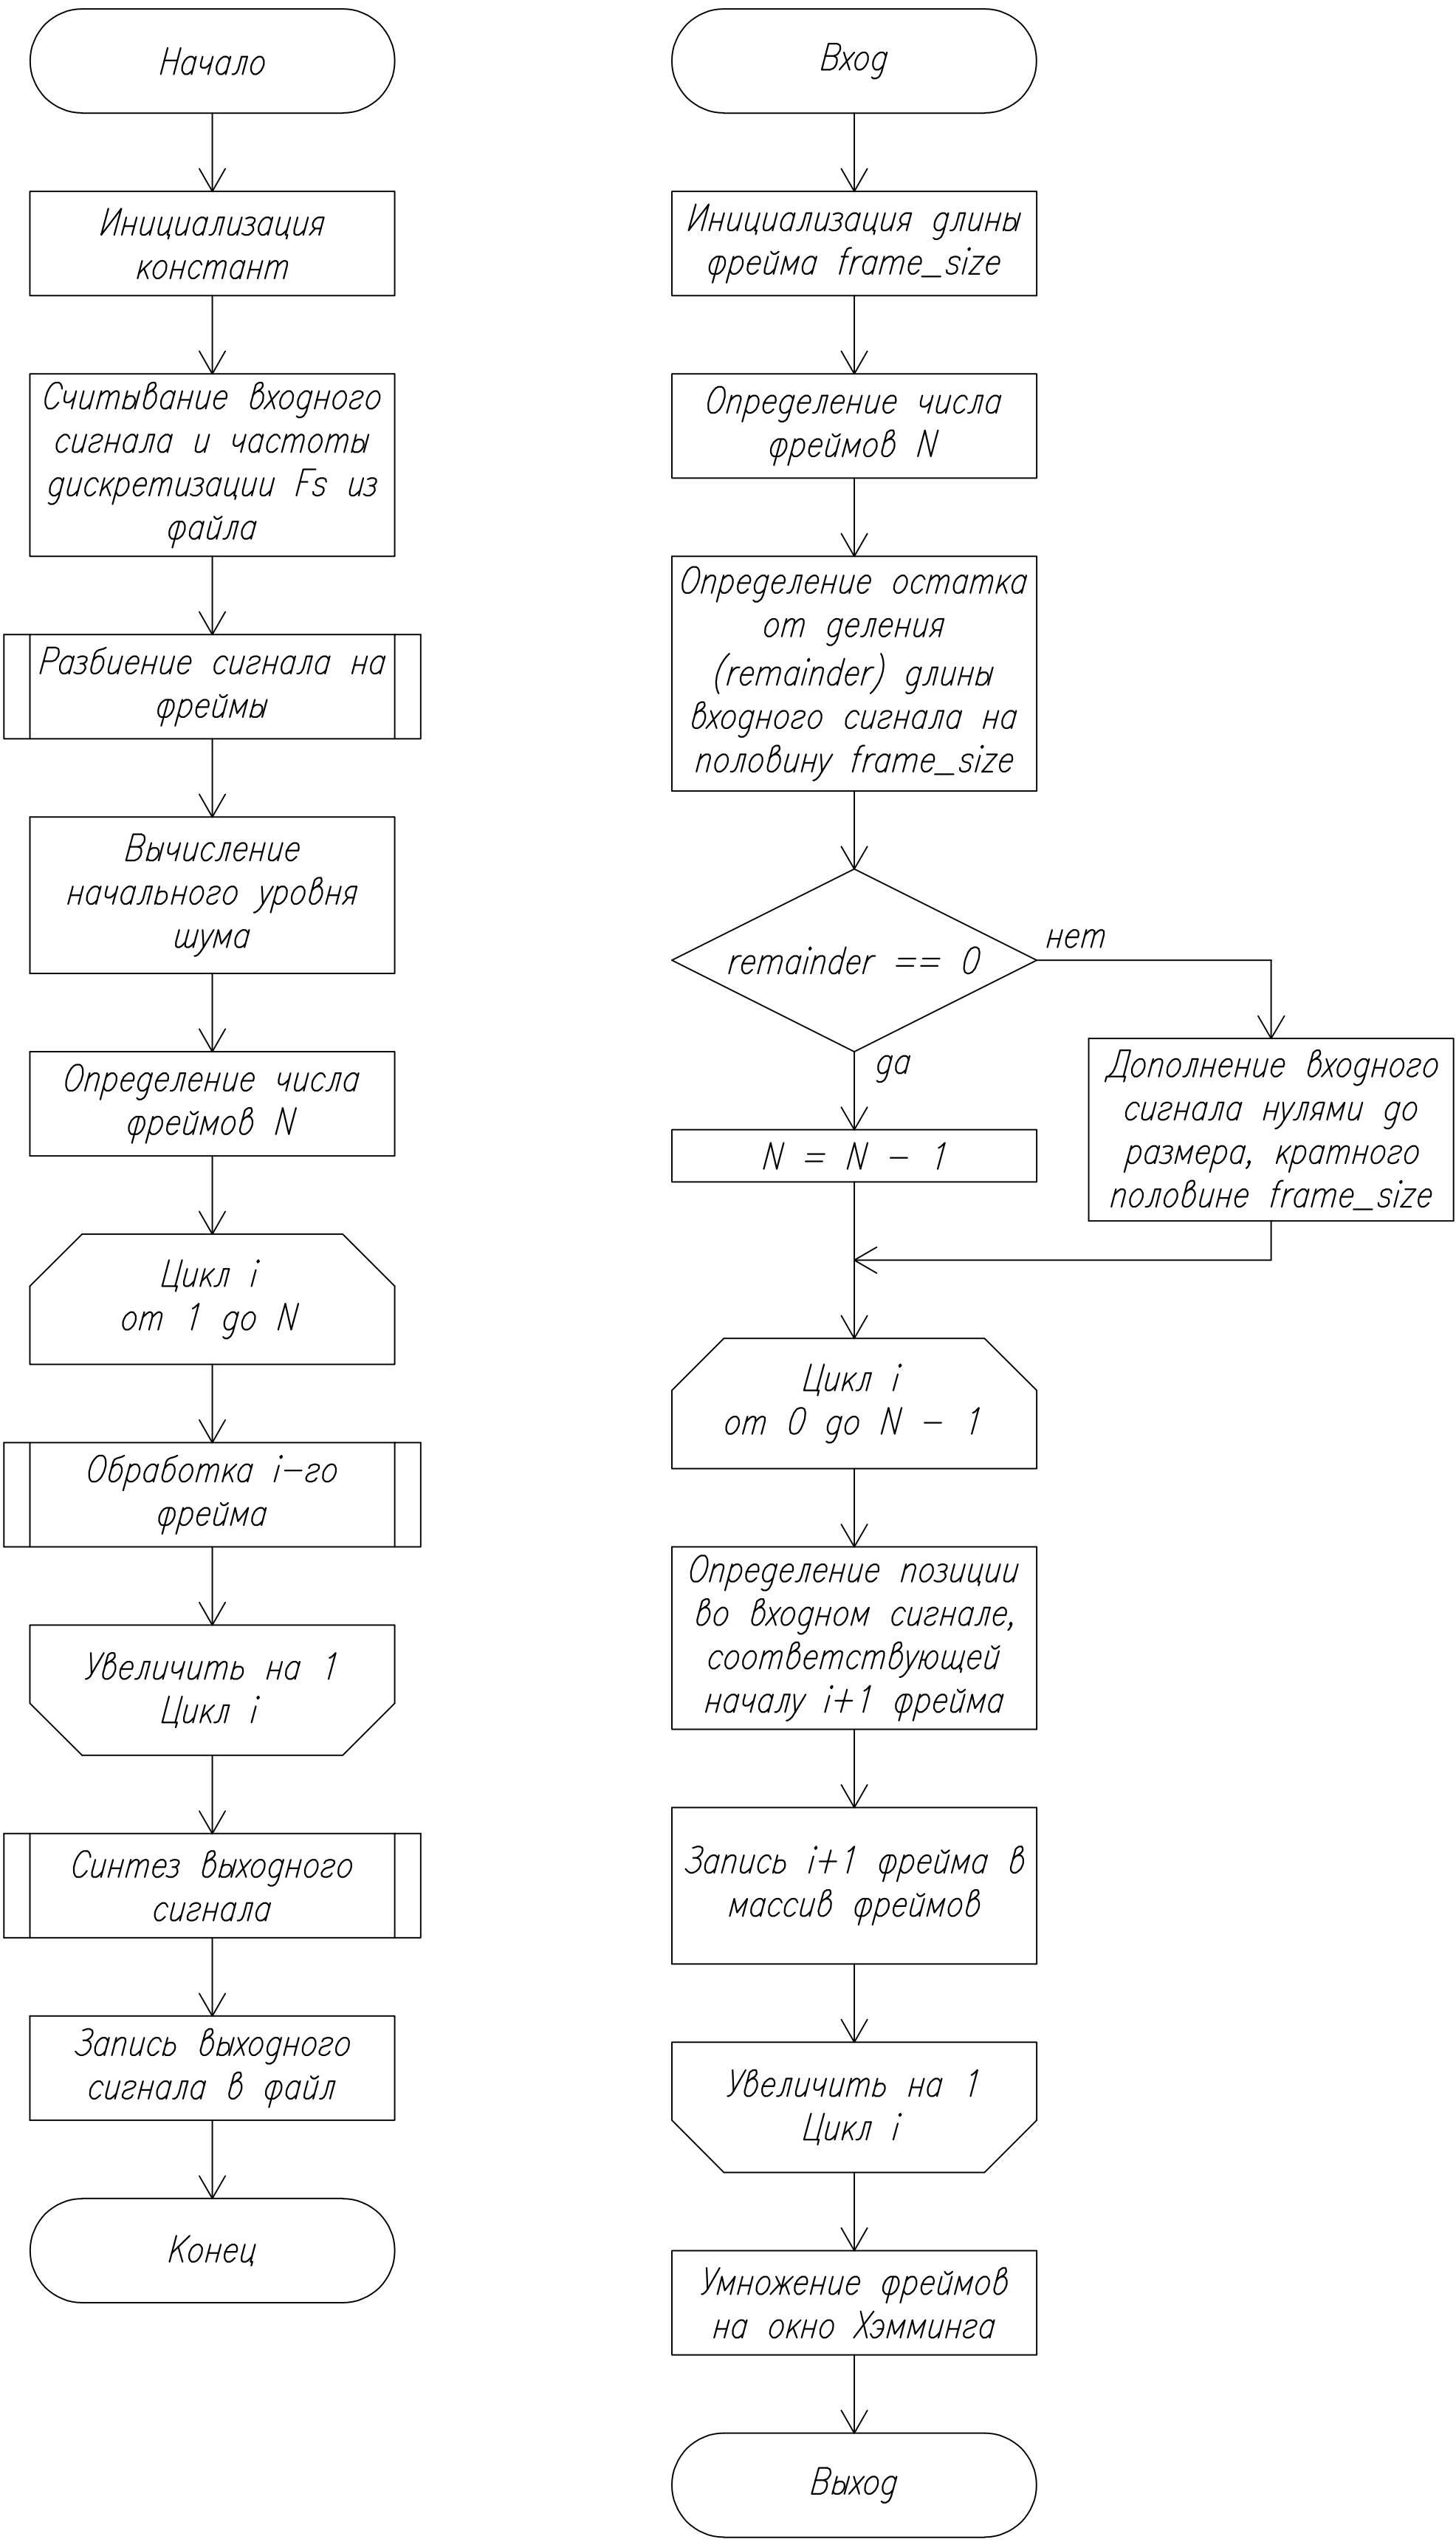 Начало
Инициализация
констант
Считывание входного
сигнала и частоты
дискретизации Fs из
файла
Разбиение сигнала на
фреймы
Вычисление
начального уровня
шума
Определение числа
фреймов N
Цикл i
от 1 до N
Обработка i-го
фрейма
Увеличить на 1
Цикл i
Синтез выходного
сигнала
Запись выходного
сигнала в файл
Конец
Вход
Инициализация длины
фрейма frame_size
Определение числа
фреймов N
Определение остатка
от деления
(remainder) длины
входного сигнала на
половину frame_size
remainder == 0
нет
да
Дополнение входного
сигнала нулями до
размера, кратного
половине frame_size
N = N - 1
Цикл i
от 0 до N - 1
Определение позиции
во входном сигнале,
соответствующей
началу i+1 фрейма
Запись i+1 фрейма в
массив фреймов
Увеличить на 1
Цикл i
Умножение фреймов
на окно Хэмминга
Выход